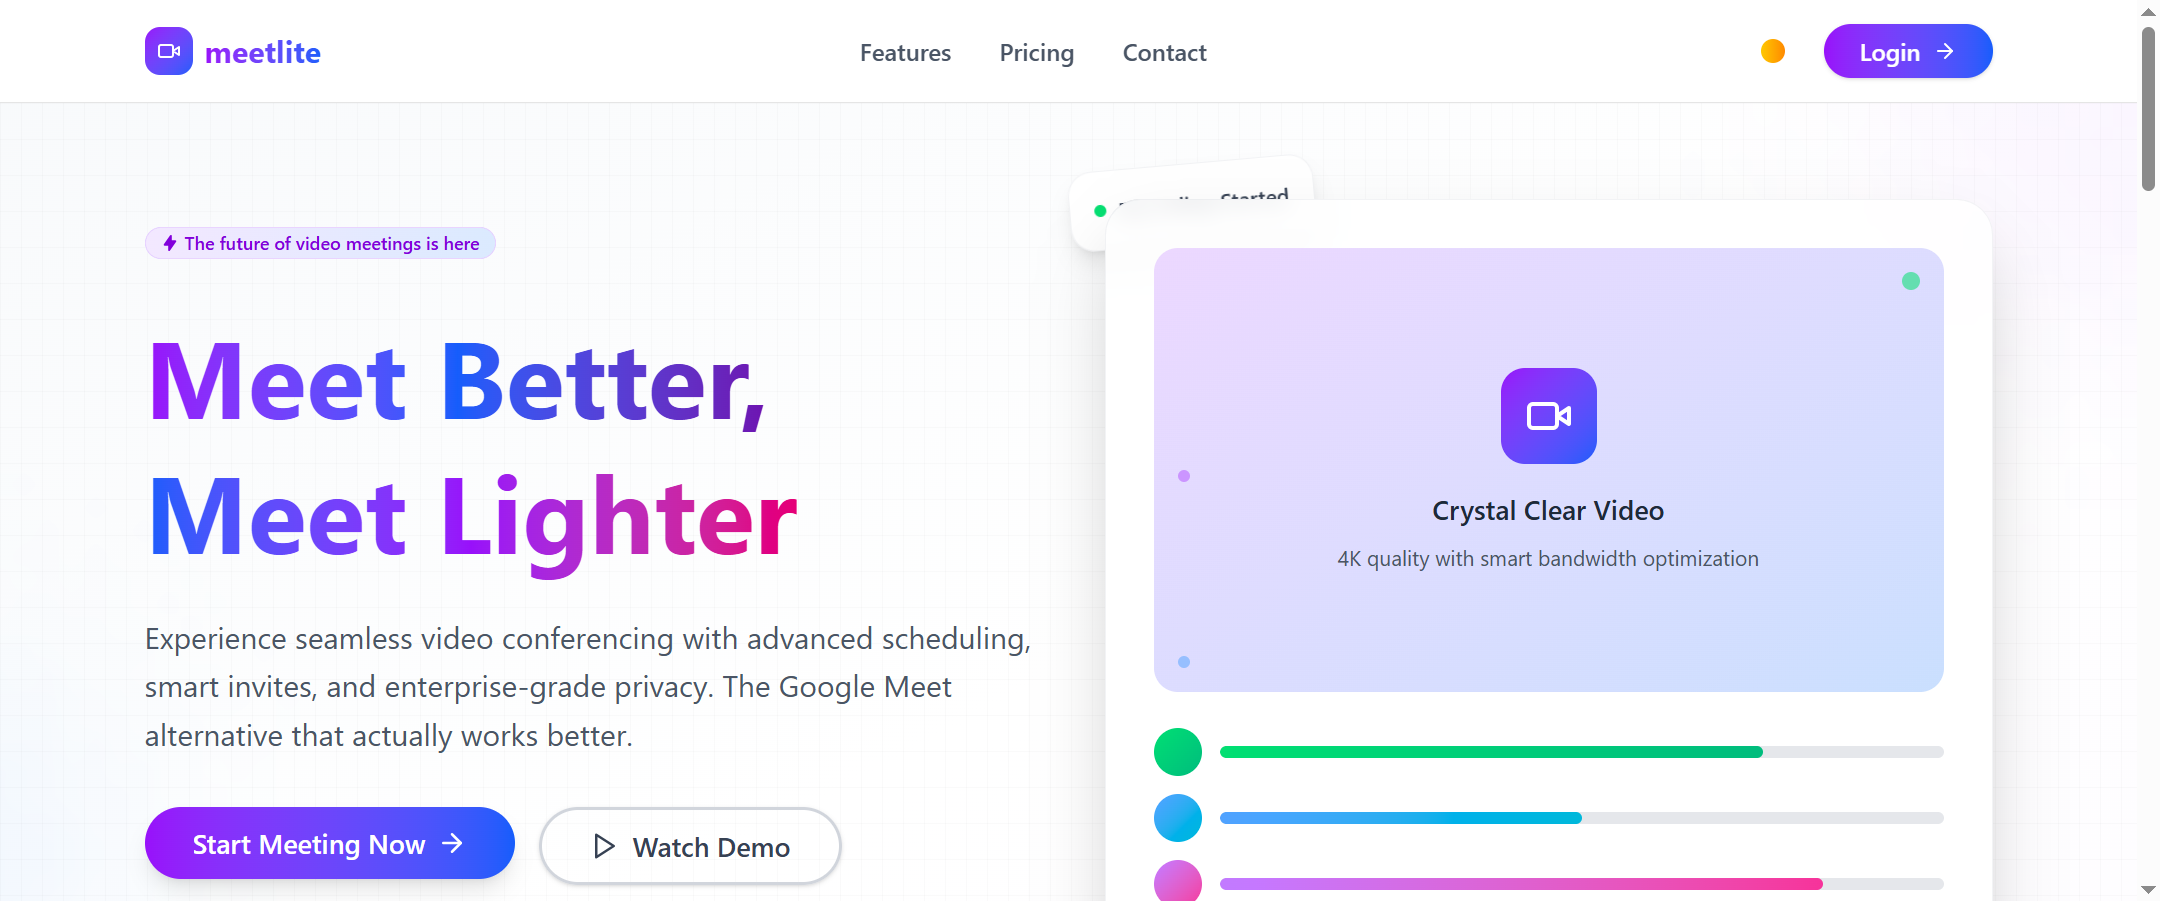 meetlite
Features
Pricing
Contact
Login
Started
The future of video meetings is here
Meet Better,
Meet Lighter
Experience seamless video conferencing with advanced scheduling,
smart invites, and enterprise-grade privacy. The Google Meet
alternative that actually works better.
Start Meeting Now
Watch Demo
Crystal Clear Video
4K quality with smart bandwidth optimization